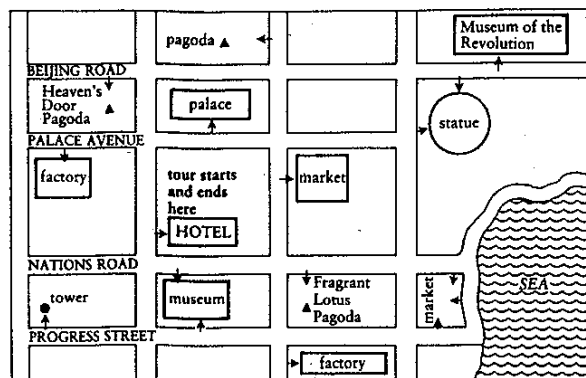 pagoda
Museum of the
Revolution
BEIJING ROAD
Heaven's
Door
Pagoda
palace
statue
PALACE AVENUE
factory
tour starts
and ends
here
HOTEL
market
NATIONS ROAD
tower
museum
Fragrant
Lotus
Pagoda
market
SEA
PROGRESS STREET
factory